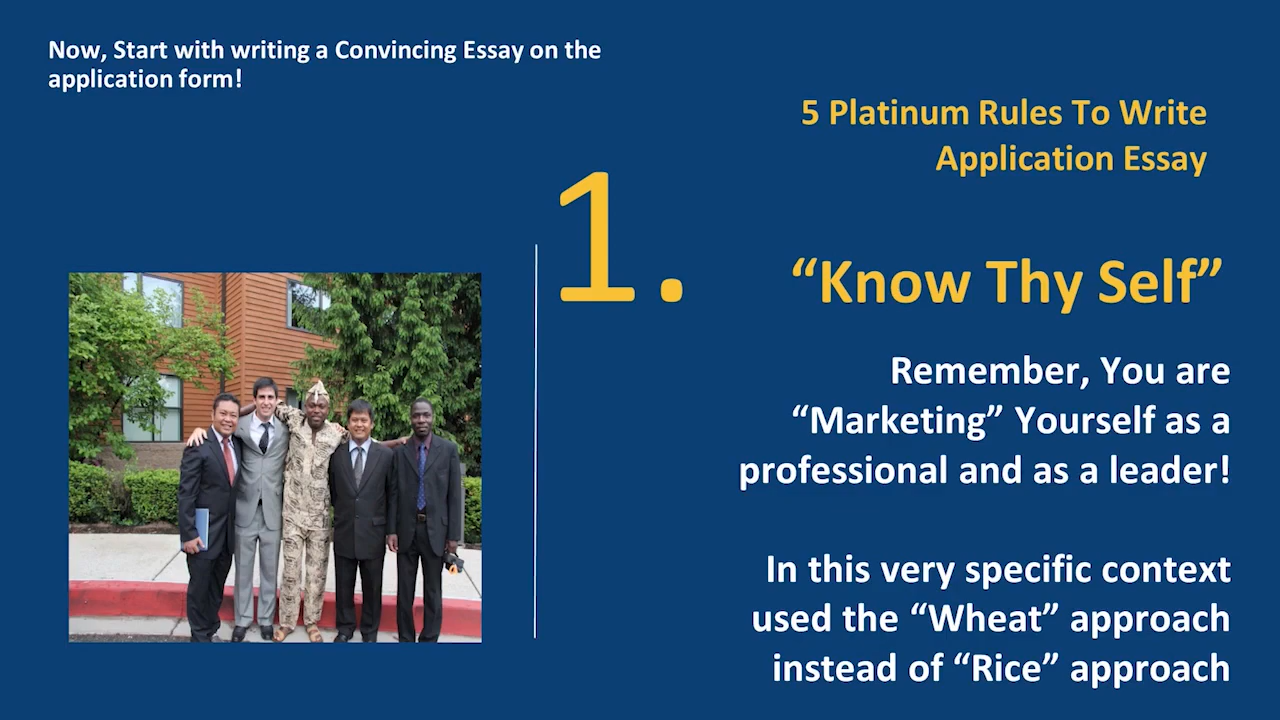 Now, Start with writing a Convincing Essay on the
application form!
5 Platinum Rules To Write
Application Essay
1.
“Know Thy Self”
Remember, You are
“Marketing” Yourself as a
professional and as a leader!
In this very specific context
used the “Wheat” approach
instead of “Rice” approach